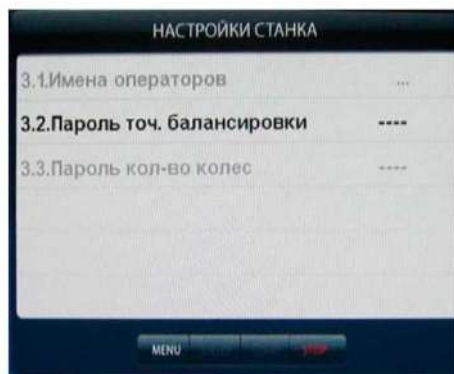 НАСТРОЙКИ СТАНКА
3.1.Имена операторов ...
3.2.Пароль точ. балансировки ----
3.3.Пароль кол-во колес ----
MENU STOP